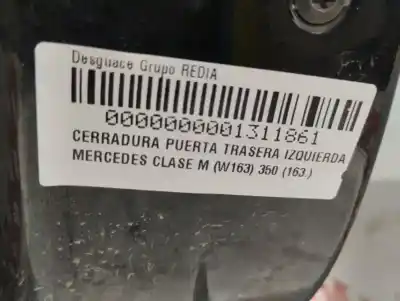 Desguace Grupo REDIA
0000000001311861
CERRADURA PUERTA TRASERA IZQUIERDA
MERCEDES CLASE M (W163) 350 (163.)